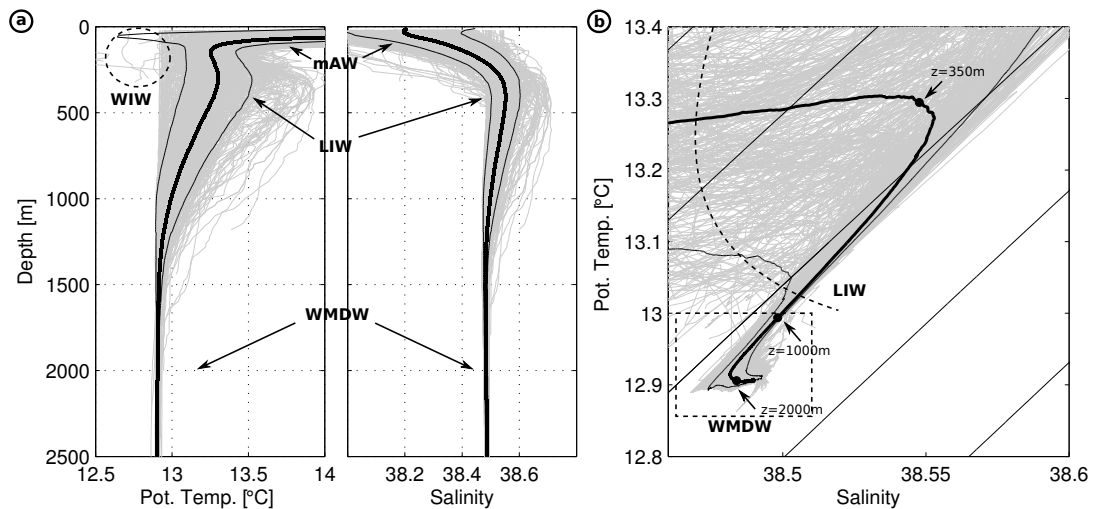 a
b
0
500
1000
1500
2000
2500
Depth [m]
12.5
13
13.5
14
Pot. Temp. [°C]
WIW
mAW
LIW
WMDW
38.2
38.4
38.6
Salinity
13.4
13.3
13.2
13.1
13
12.9
12.8
Pot. Temp. [°C]
z=350m
LIW
z=1000m
z=2000m
WMDW
38.5
38.55
38.6
Salinity